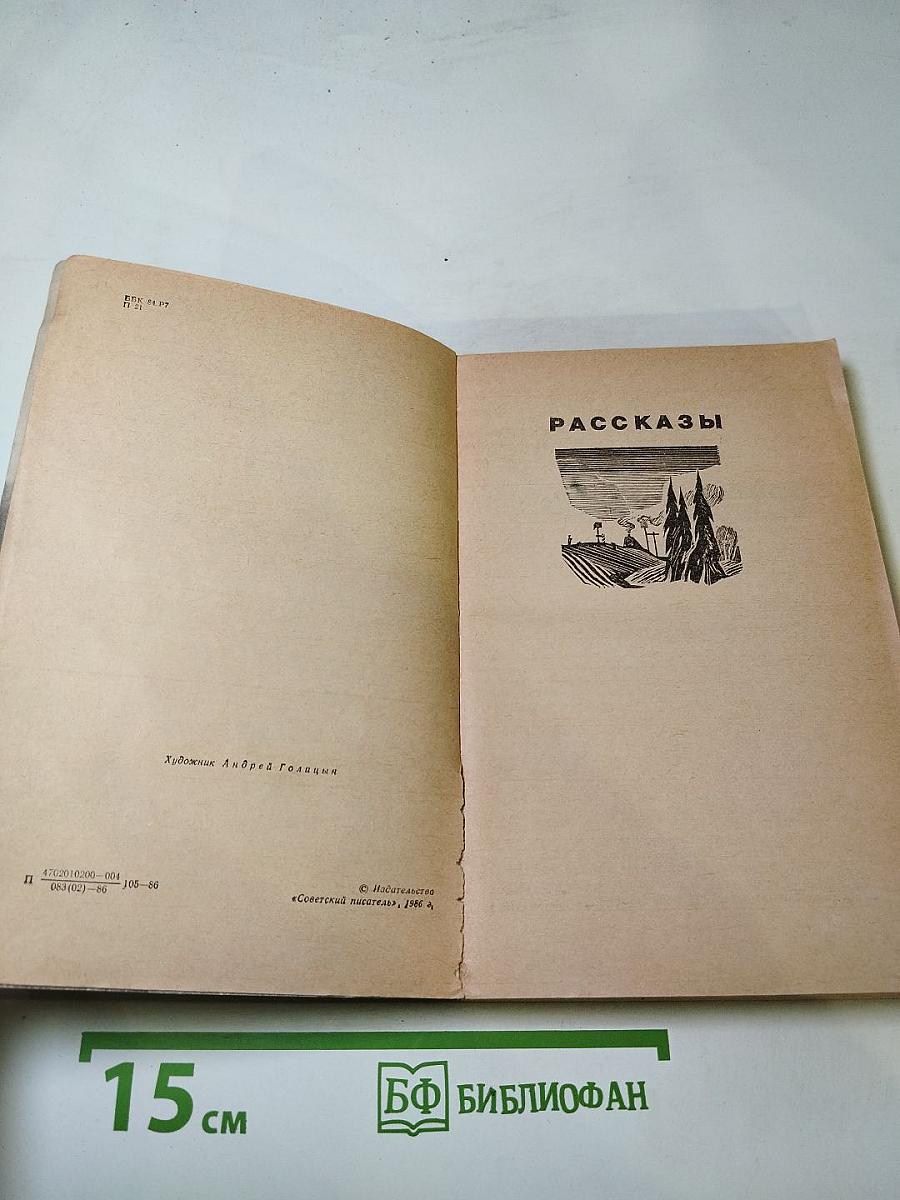 ББК 84.Р7
П 21
Художник Андрей Голицын
П 4702010200—004
083(02)—86 105—86
© Издательство
«Советский писатель», 1986 г.
РАССКАЗЫ
15 см
БФ БИБЛИОФАН